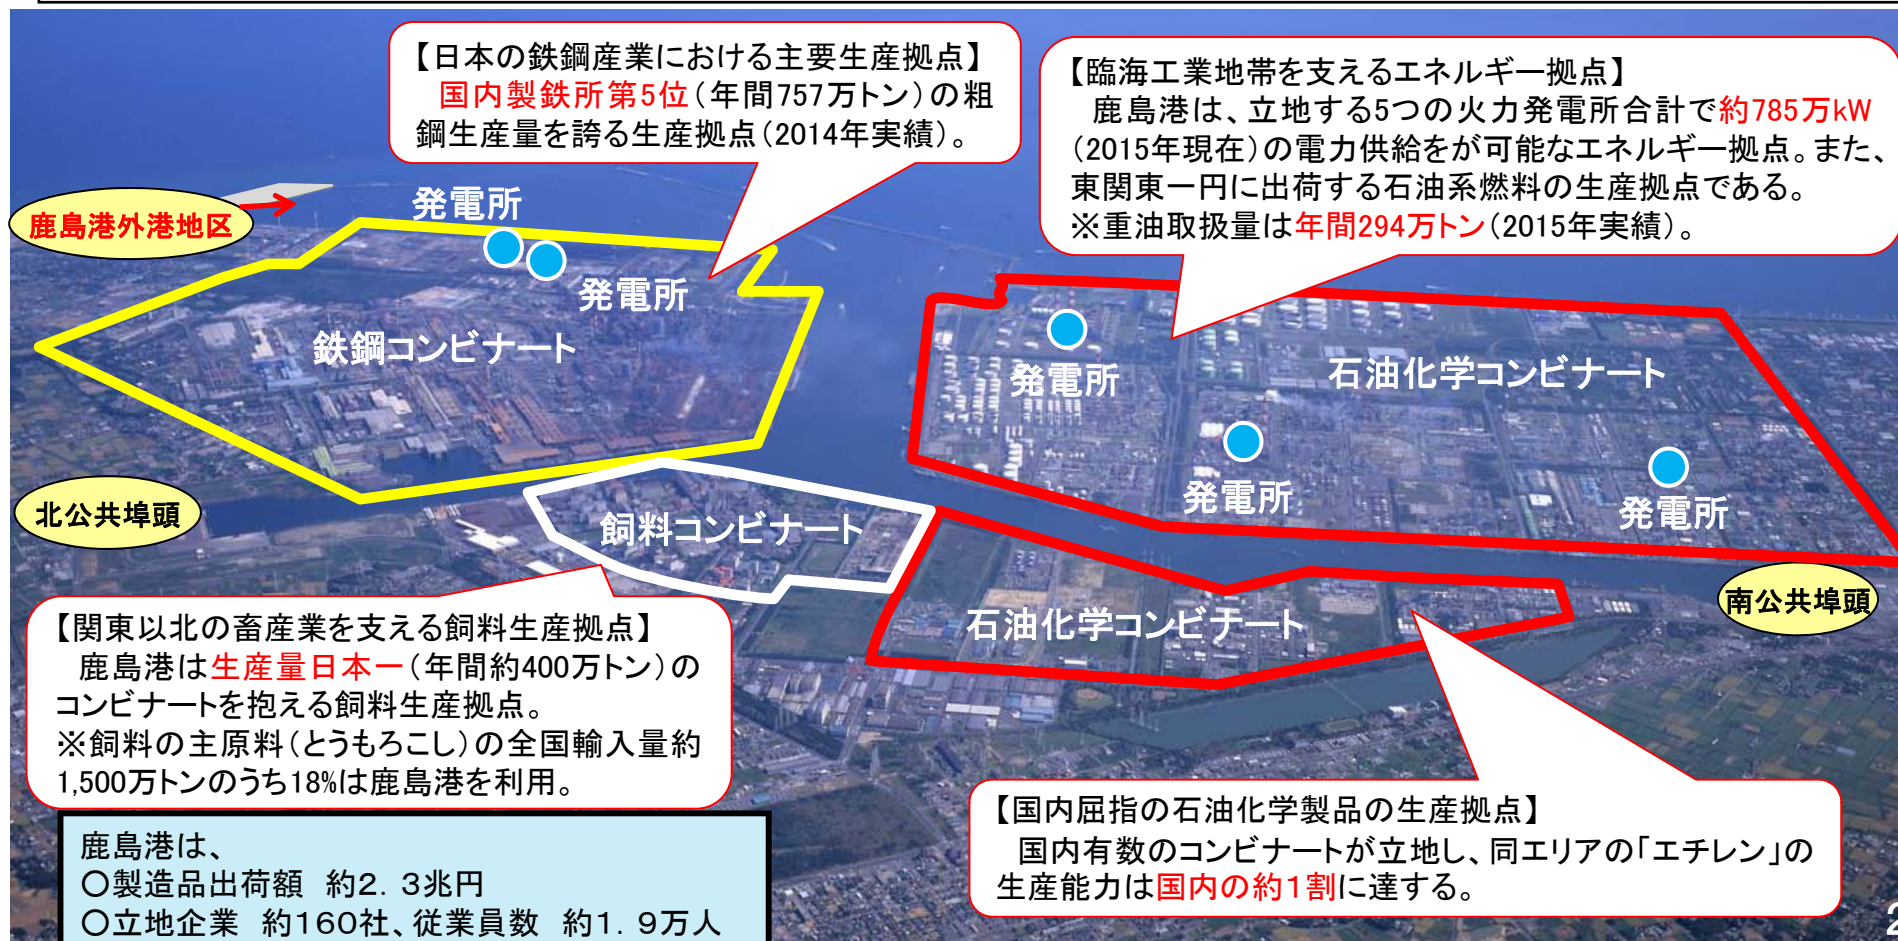 【日本の鉄鋼産業における主要生産拠点】
国内製鉄所第5位(年間757万トン)の粗
鋼生産量を誇る生産拠点(2014年実績)。
【臨海工業地帯を支えるエネルギー拠点】
鹿島港は、立地する5つの火力発電所合計で約785万kW
(2015年現在)の電力供給をが可能なエネルギー拠点。また、
東関東一円に出荷する石油系燃料の生産拠点である。
※重油取扱量は年間294万トン(2015年実績)。
鹿島港外港地区
発電所
発電所
鉄鋼コンビナート
発電所
石油化学コンビナート
発電所
発電所
北公共埠頭
飼料コンビナート
南公共埠頭
石油化学コンビナート
【関東以北の畜産業を支える飼料生産拠点】
鹿島港は生産量日本一(年間約400万トン)の
コンビナートを抱える飼料生産拠点。
※飼料の主原料(とうもろこし)の全国輸入量約
1,500万トンのうち18%は鹿島港を利用。
【国内屈指の石油化学製品の生産拠点】
国内有数のコンビナートが立地し、同エリアの「エチレン」の
生産能力は国内の約1割に達する。
鹿島港は、
○製造品出荷額 約2.3兆円
○立地企業 約160社、従業員数 約1.9万人
2